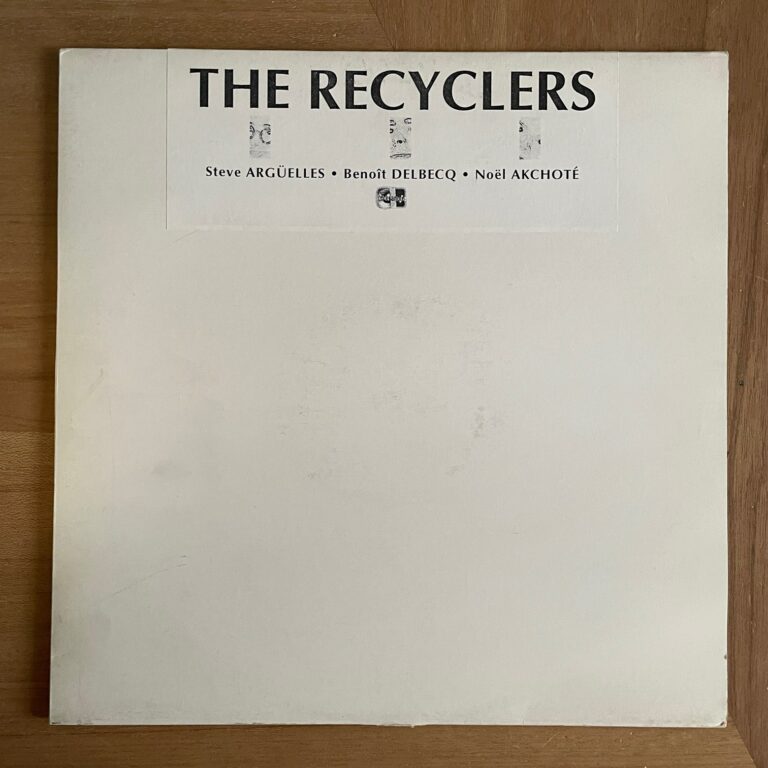 THE RECYCLERS
Steve ARGÜELLES • Benoît DELBECQ • Noël AKCHOTÉ